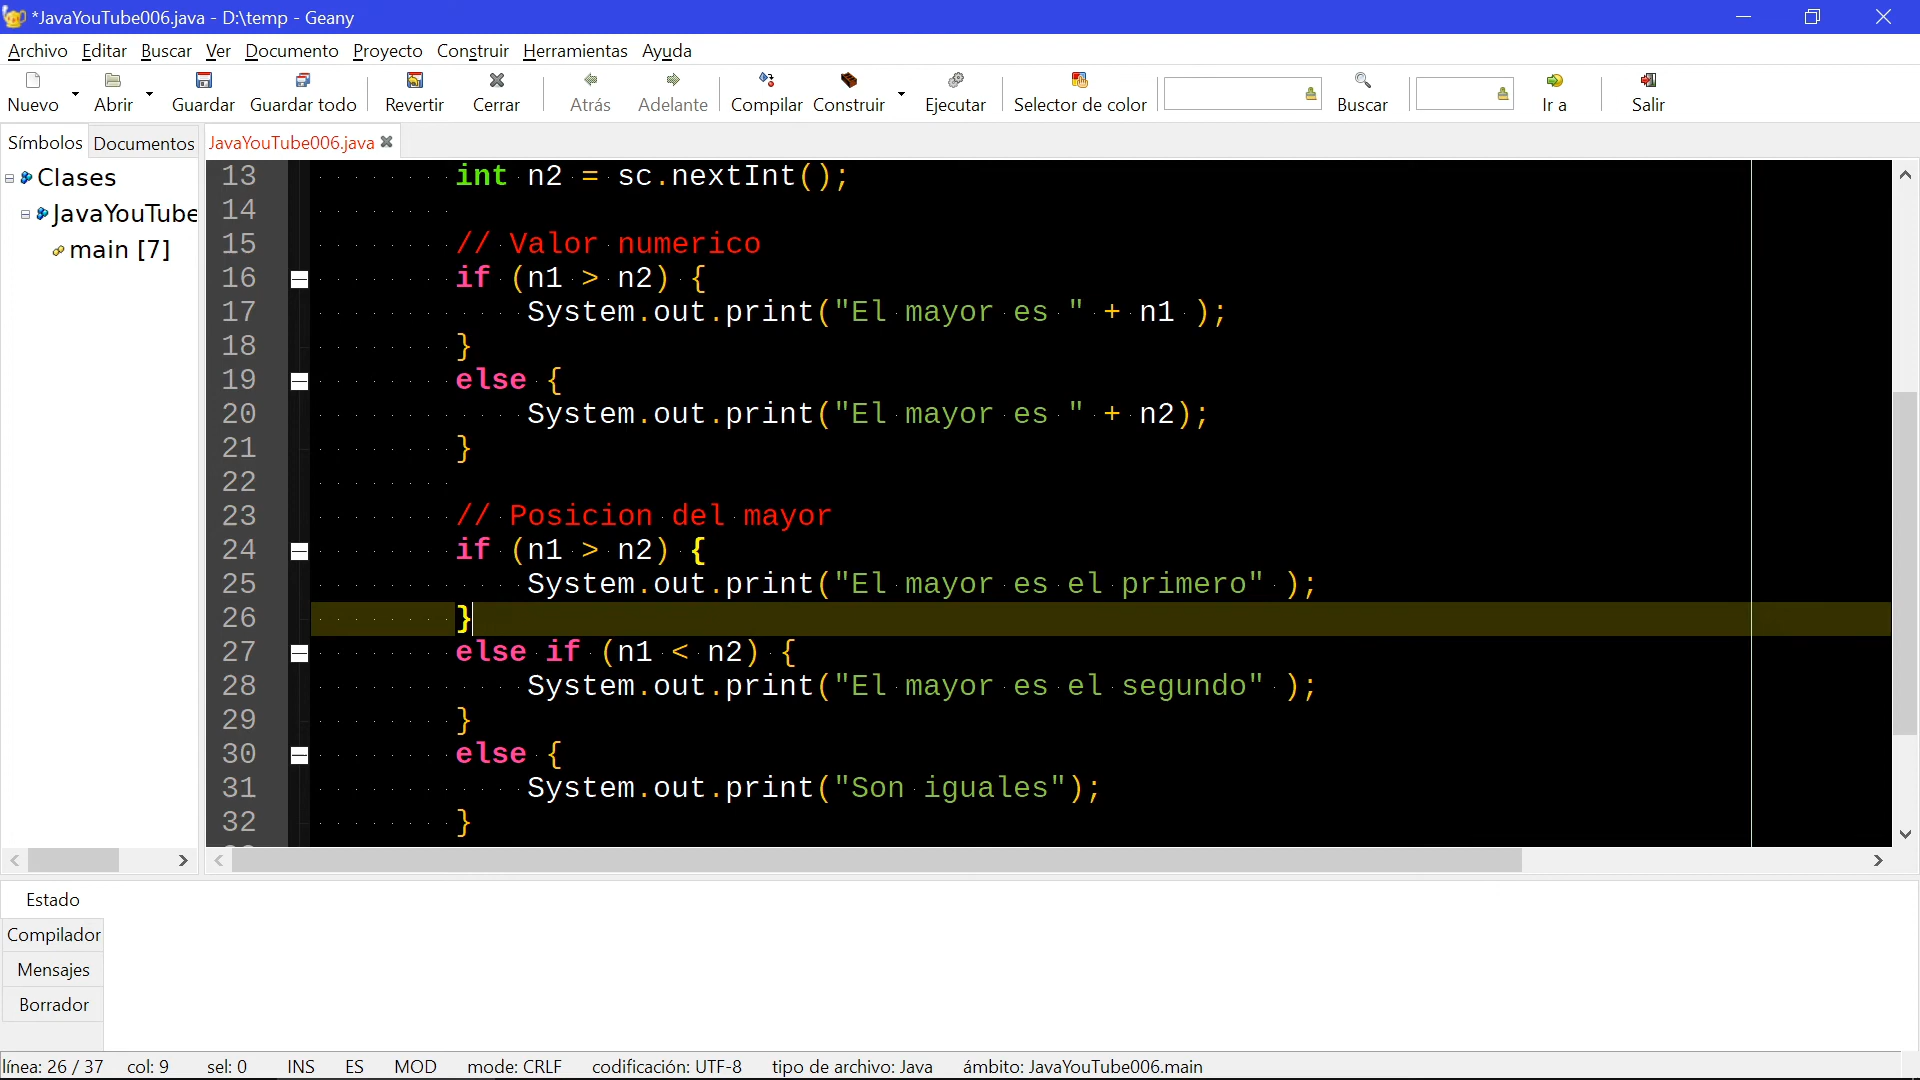 *JavaYouTube006.java - D:\temp - Geany
Archivo Editar Buscar Ver Documento Proyecto Construir Herramientas Ayuda
Nuevo Abrir Guardar Guardar todo Revertir Cerrar Atrás Adelante Compilar Construir Ejecutar Selector de color Buscar Ir a Salir
Símbolos Documentos JavaYouTube006.java
Clases
JavaYouTube
main [7]
13 int n2 = sc.nextInt();
14
15 // Valor numerico
16 if (n1 > n2) {
17 System.out.print("El mayor es " + n1 );
18 }
19 else {
20 System.out.print("El mayor es " + n2);
21 }
22
23 // Posicion del mayor
24 if (n1 > n2) {
25 System.out.print("El mayor es el primero" );
26 }
27 else if (n1 < n2) {
28 System.out.print("El mayor es el segundo" );
29 }
30 else {
31 System.out.print("Son iguales");
32 }
Estado
Compilador
Mensajes
Borrador
línea: 26 / 37 col: 9 sel: 0 INS ES MOD mode: CRLF codificación: UTF-8 tipo de archivo: Java ámbito: JavaYouTube006.main